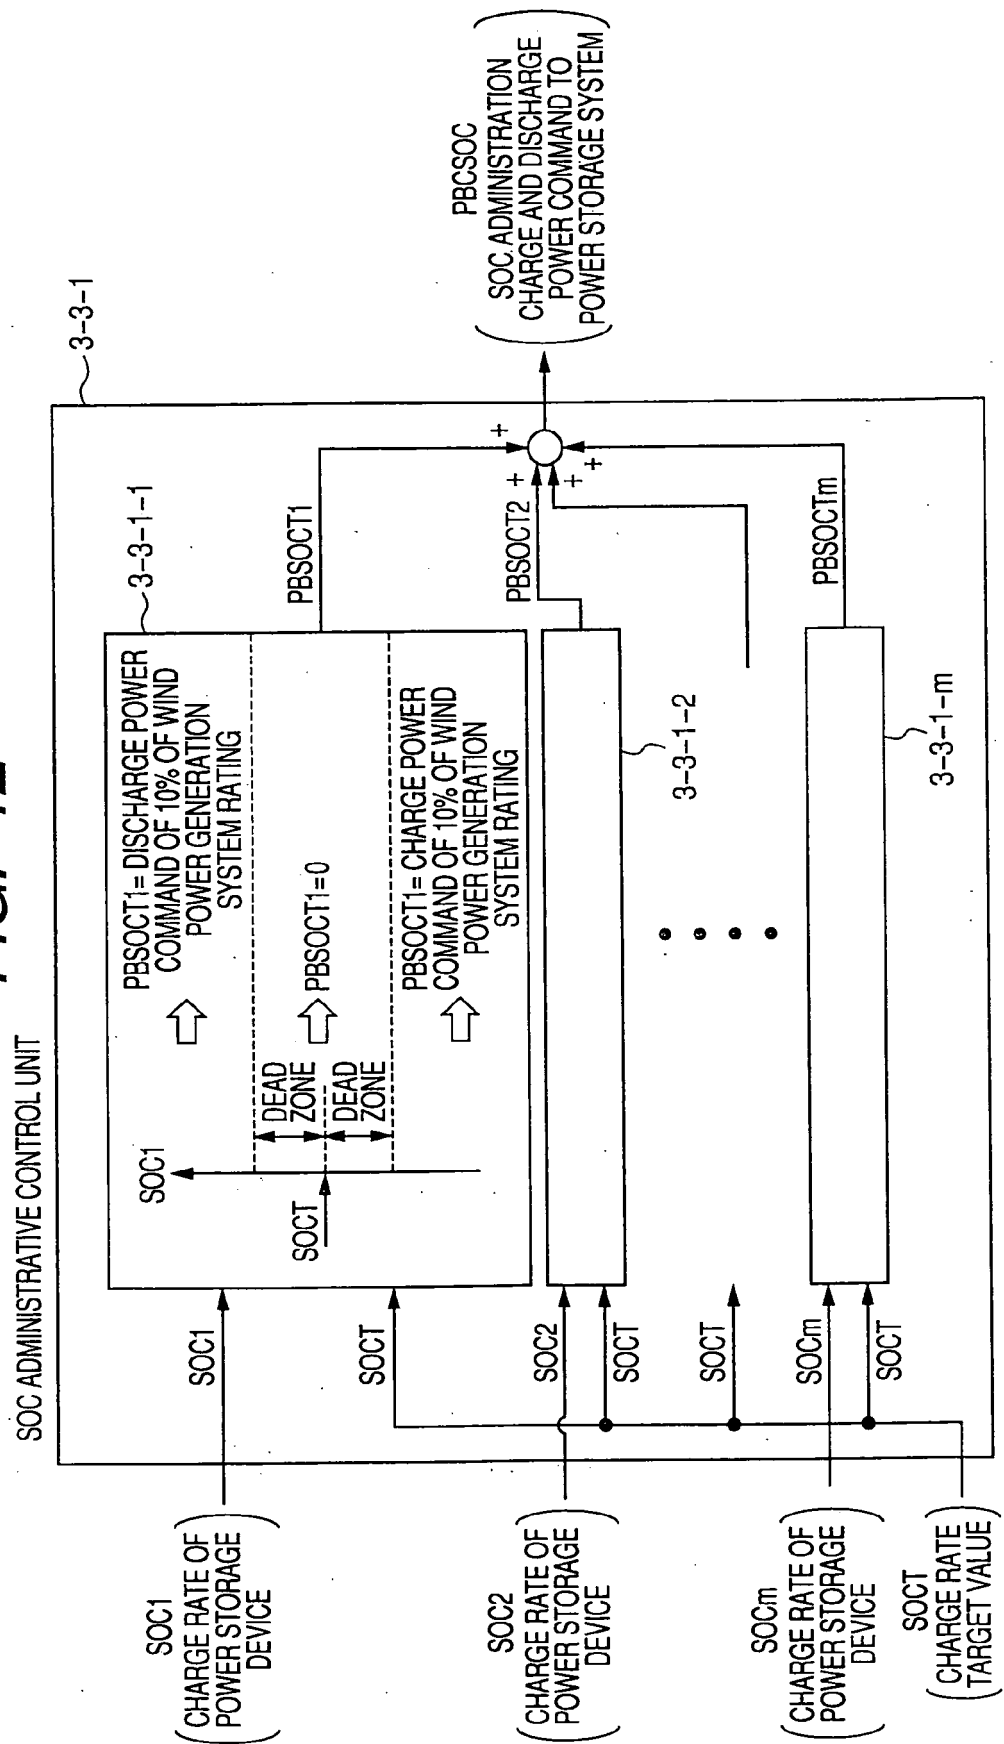 SOC ADMINISTRATIVE CONTROL UNIT
3-3-1
SOC1
CHARGE RATE OF
POWER STORAGE
DEVICE
SOC2
CHARGE RATE OF
POWER STORAGE
DEVICE
SOCm
CHARGE RATE OF
POWER STORAGE
DEVICE
SOCT
CHARGE RATE
TARGET VALUE
SOC1
SOCT
SOC2
SOCT
SOCT
SOCm
SOCT
3-3-1-1
SOC1
SOCT
DEAD
ZONE
DEAD
ZONE
PBSOCT1= DISCHARGE POWER
COMMAND OF 10% OF WIND
POWER GENERATION
SYSTEM RATING
PBSOCT1=0
PBSOCT1= CHARGE POWER
COMMAND OF 10% OF WIND
POWER GENERATION
SYSTEM RATING
3-3-1-2
3-3-1-m
PBSOCT1
PBSOCT2
PBSOCTm
+
+
+
+
PBCSOC
SOC ADMINISTRATION
CHARGE AND DISCHARGE
POWER COMMAND TO
POWER STORAGE SYSTEM